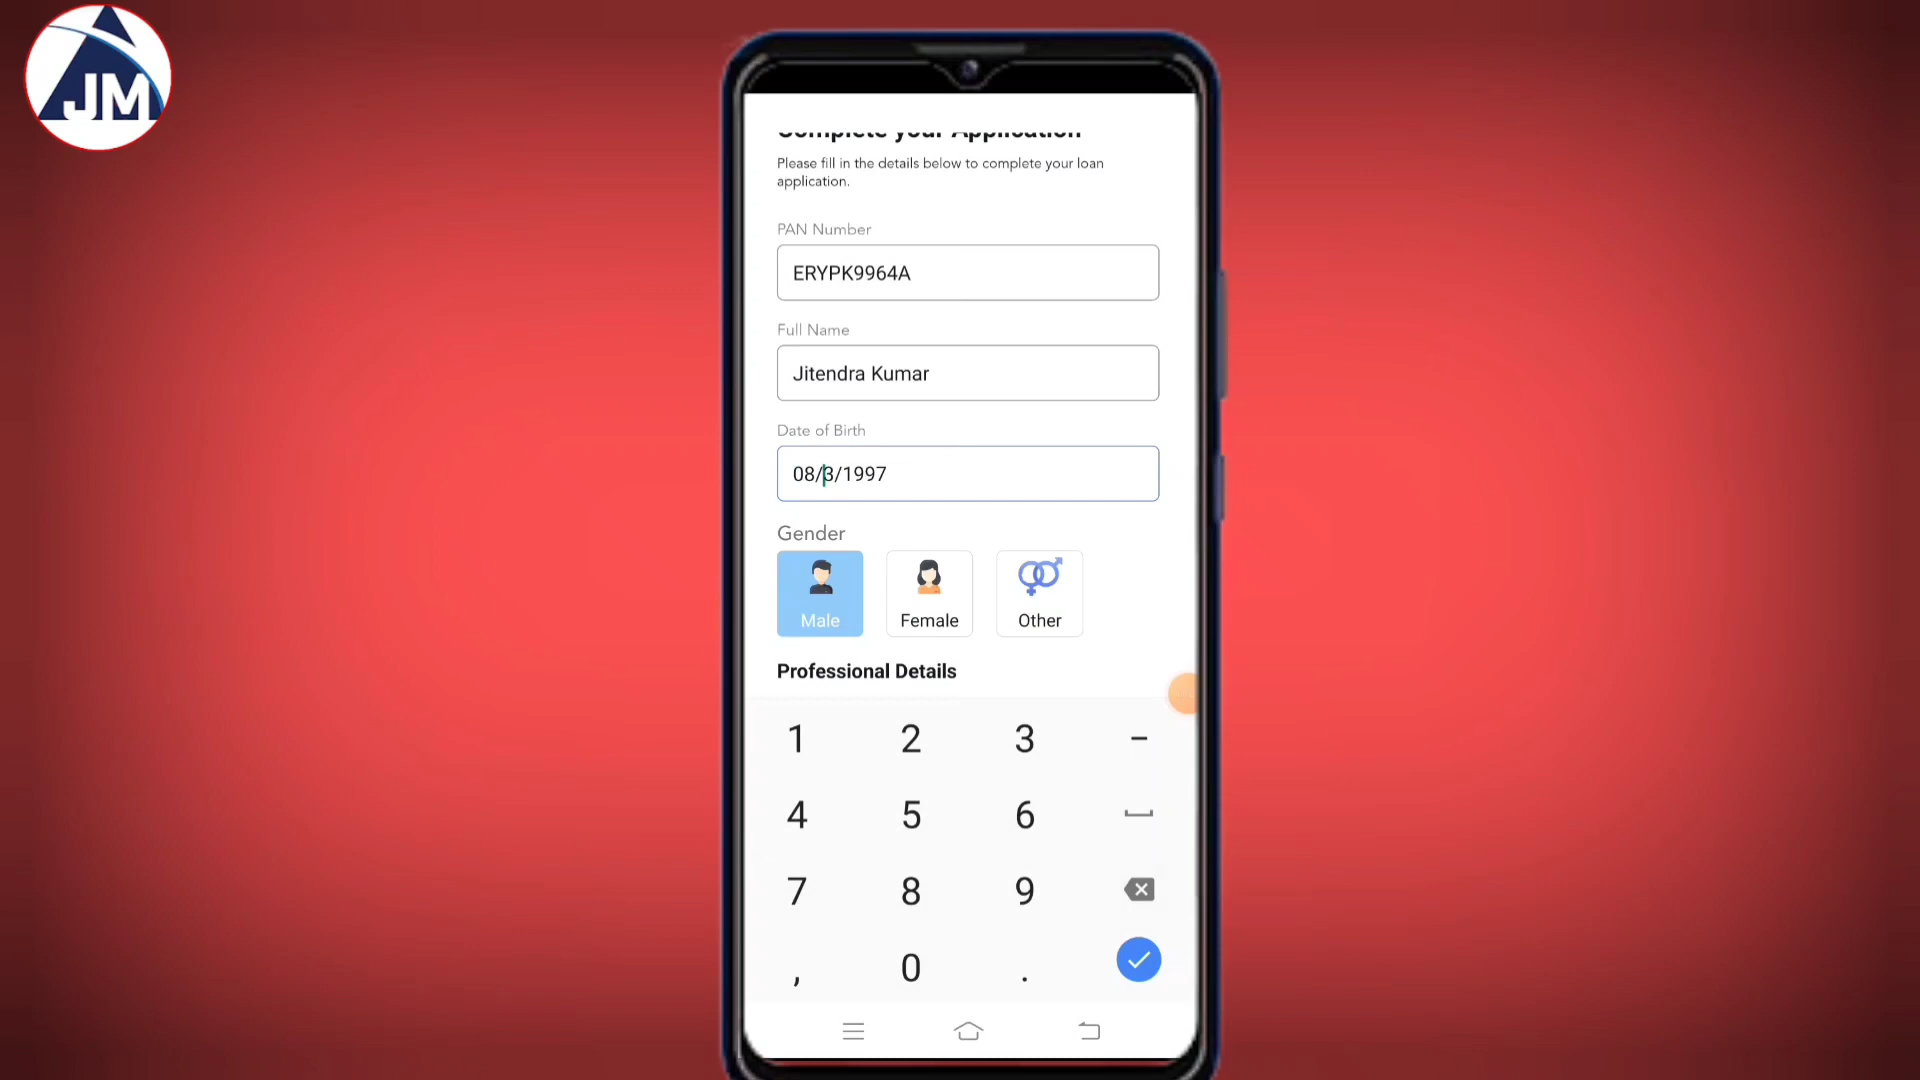 JM
Complete your Application
Please fill in the details below to complete your loan
application.
PAN Number
ERYPK9964A
Full Name
Jitendra Kumar
Date of Birth
08/3/1997
Gender
Male
Female
Other
Professional Details
1 2 3 -
4 5 6
7 8 9
, 0 .